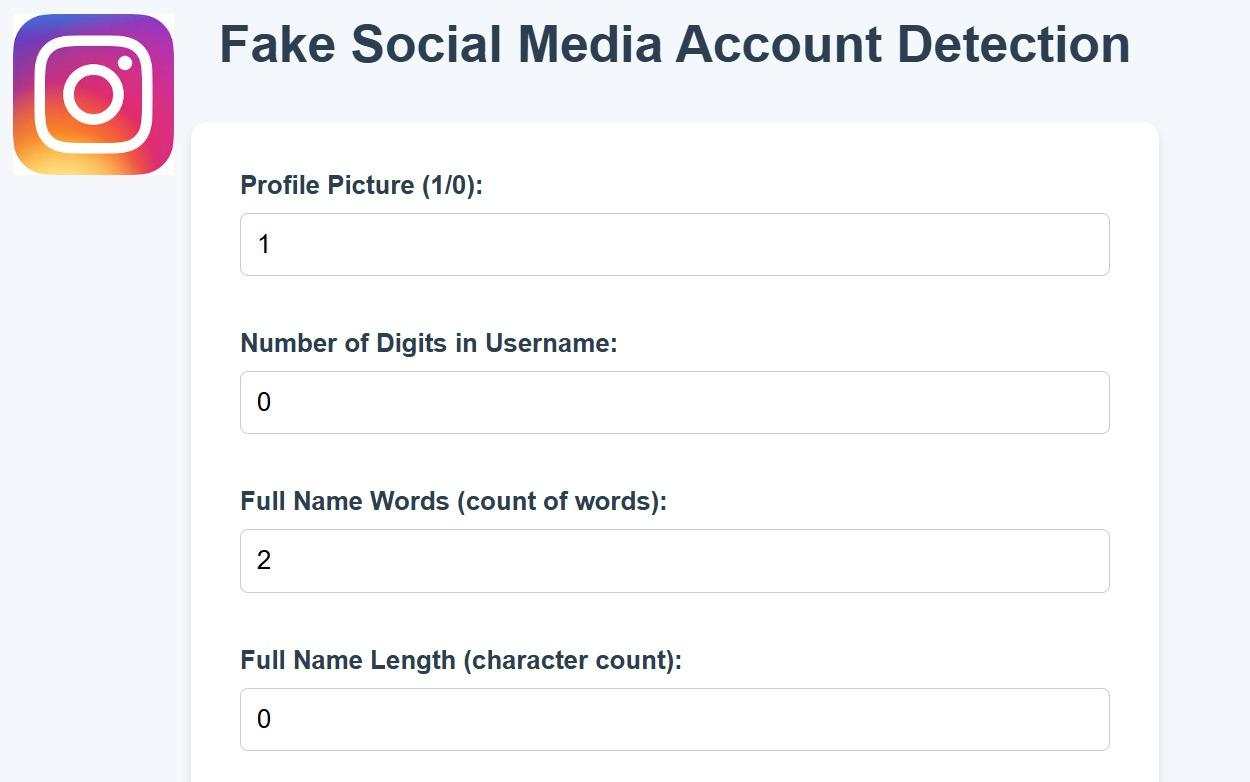 Fake Social Media Account Detection
Profile Picture (1/0):
1
Number of Digits in Username:
0
Full Name Words (count of words):
2
Full Name Length (character count):
0